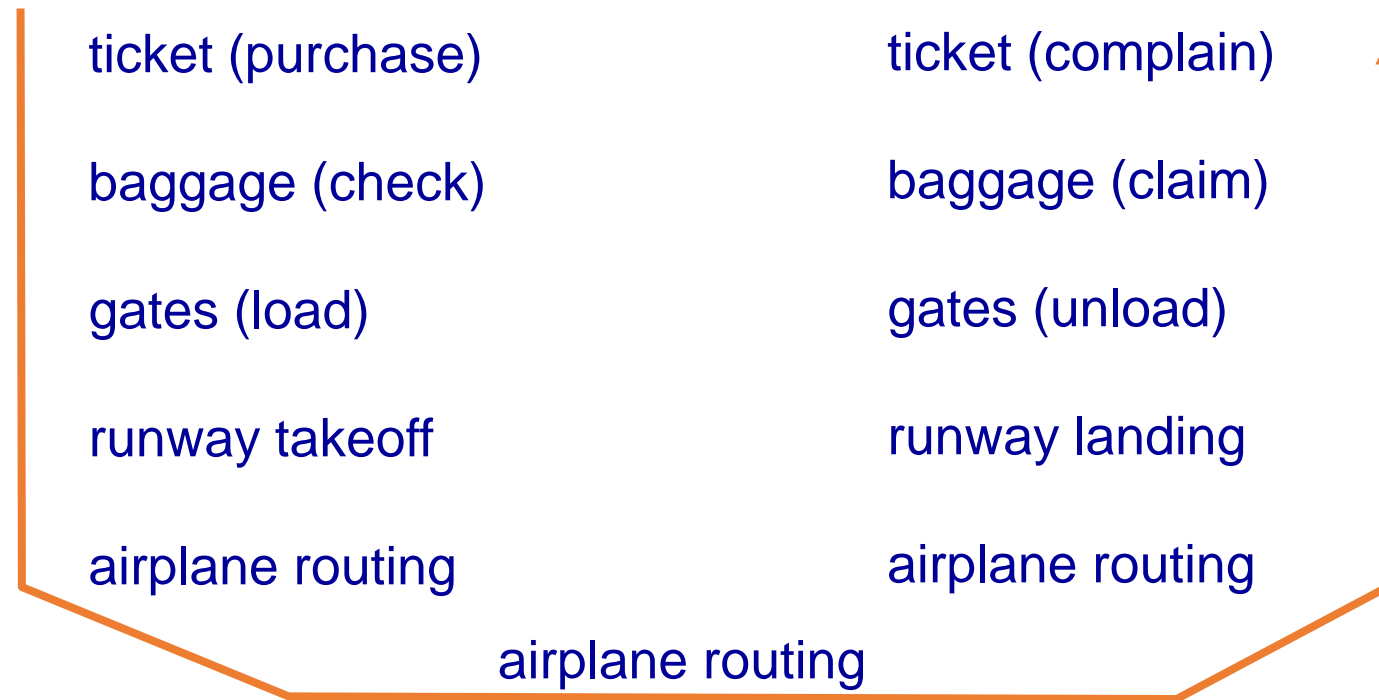 ticket (purchase)
baggage (check)
gates (load)
runway takeoff
airplane routing
ticket (complain)
baggage (claim)
gates (unload)
runway landing
airplane routing
airplane routing